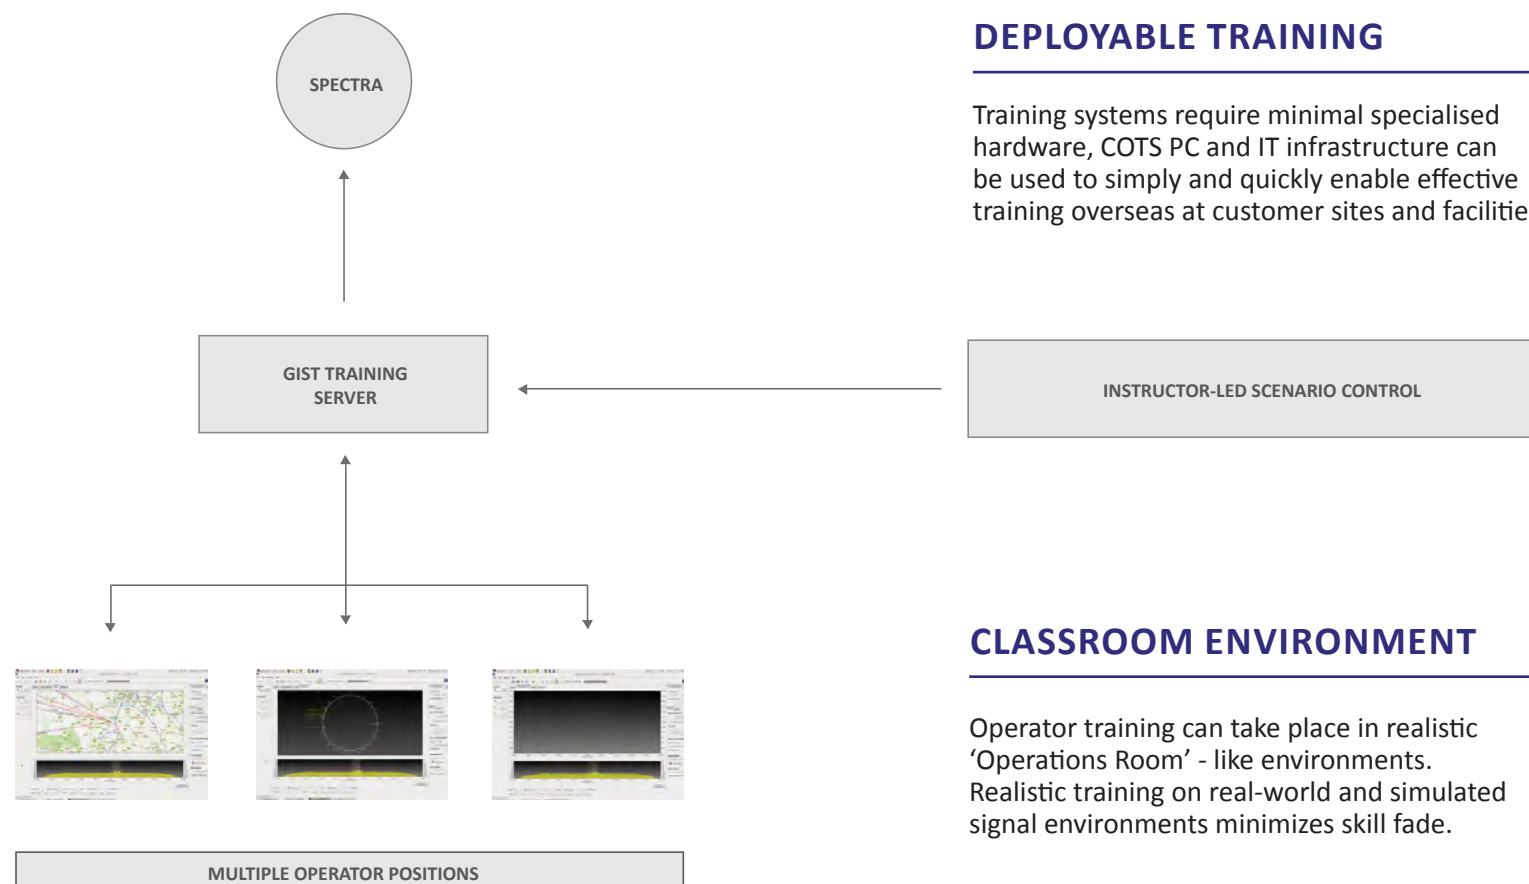 SPECTRA
DEPLOYABLE TRAINING
Training systems require minimal specialised
hardware, COTS PC and IT infrastructure can
be used to simply and quickly enable effective
training overseas at customer sites and facilitie
GIST TRAINING
SERVER
INSTRUCTOR-LED SCENARIO CONTROL
CLASSROOM ENVIRONMENT
Operator training can take place in realistic
‘Operations Room’ - like environments.
Realistic training on real-world and simulated
signal environments minimizes skill fade.
MULTIPLE OPERATOR POSITIONS